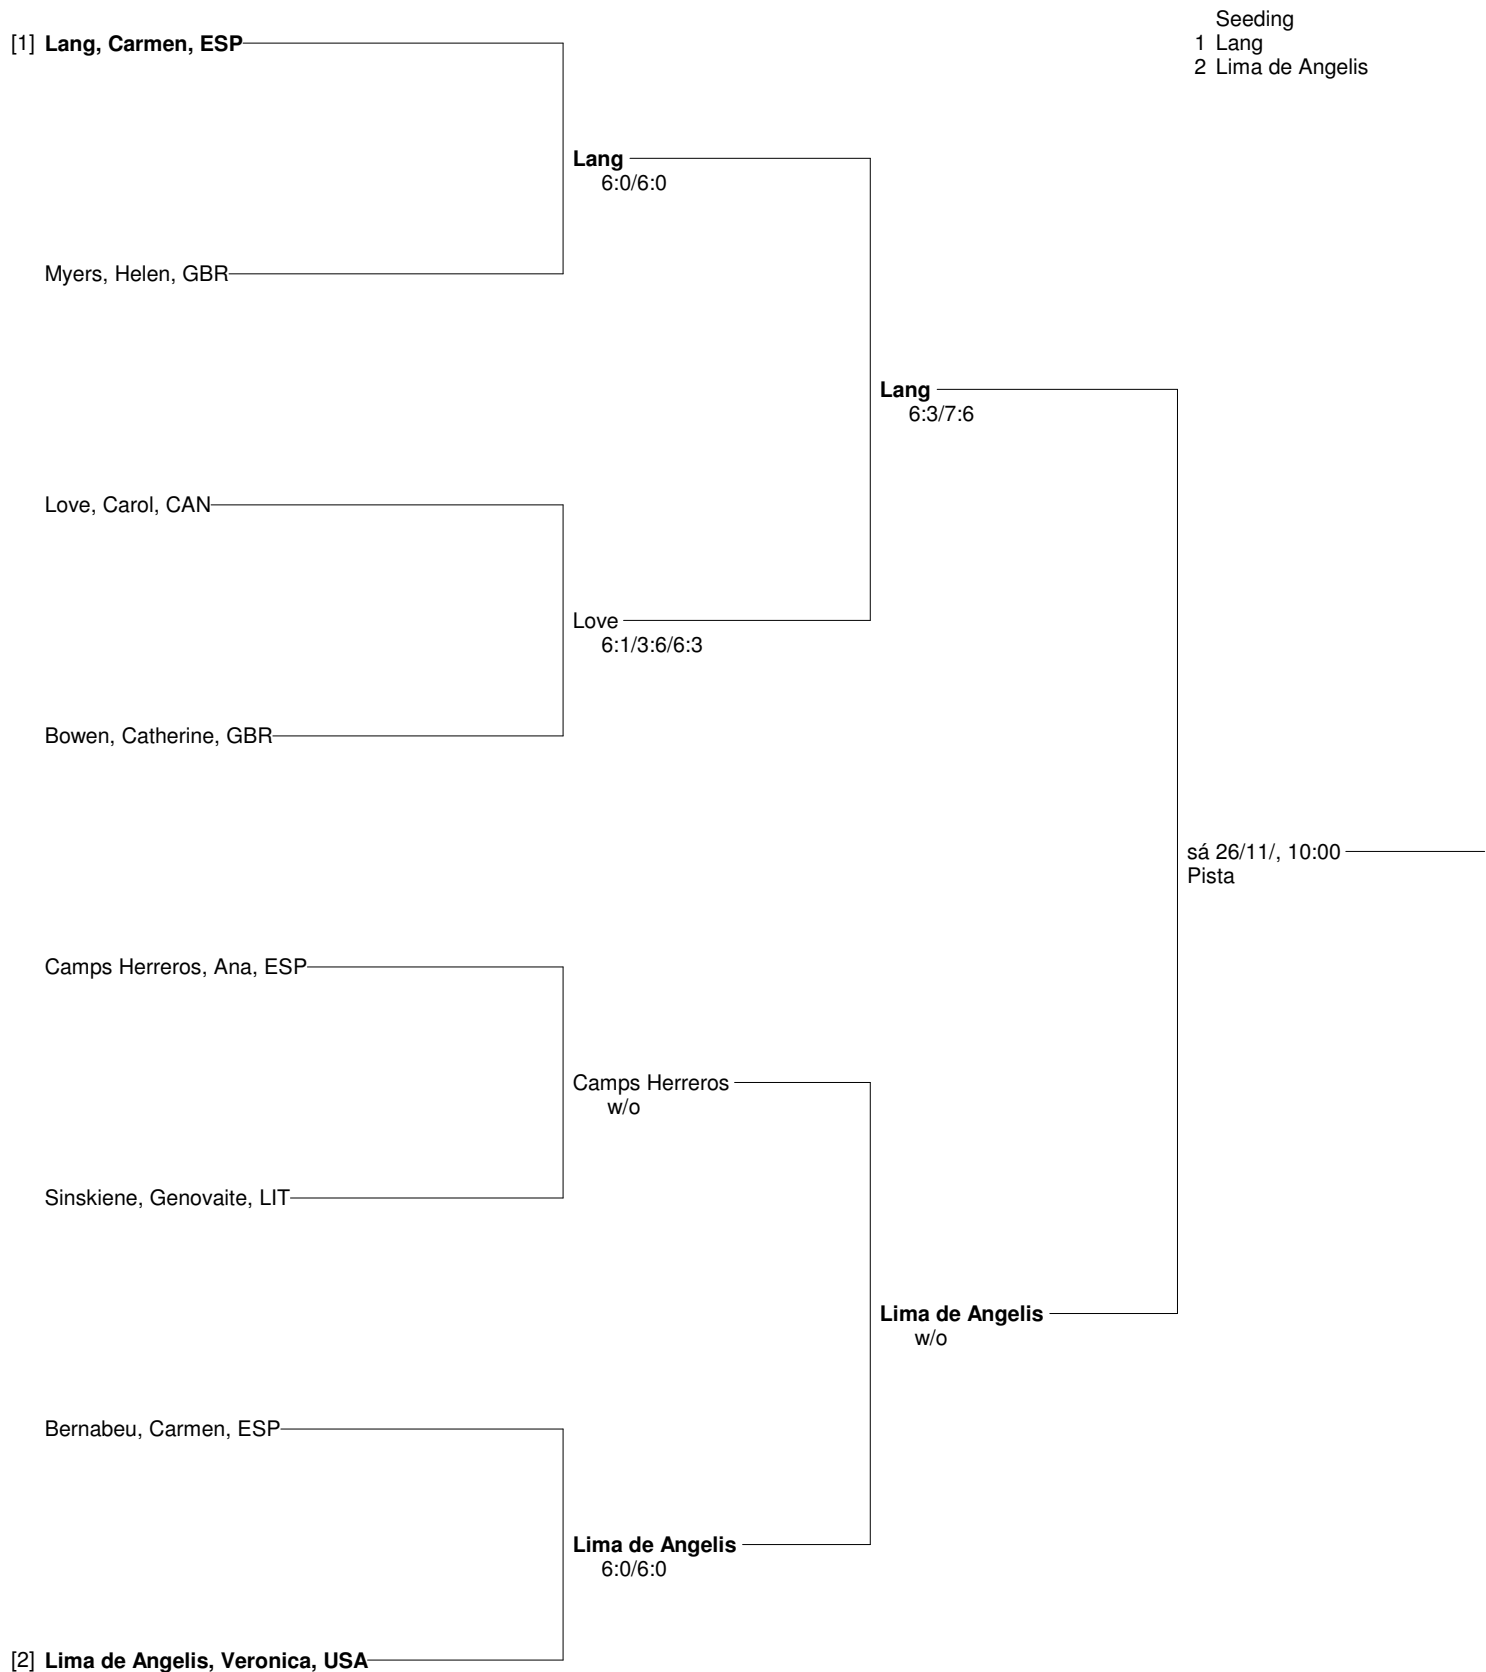 Seeding
1 Lang
2 Lima de Angelis
[1] Lang, Carmen, ESP
Lang
6:0/6:0
Myers, Helen, GBR
Lang
6:3/7:6
Love, Carol, CAN
Love
6:1/3:6/6:3
Bowen, Catherine, GBR
sá 26/11/, 10:00
Pista
Camps Herreros, Ana, ESP
Camps Herreros
w/o
Sinskiene, Genovaite, LIT
Lima de Angelis
w/o
Bernabeu, Carmen, ESP
Lima de Angelis
6:0/6:0
[2] Lima de Angelis, Veronica, USA